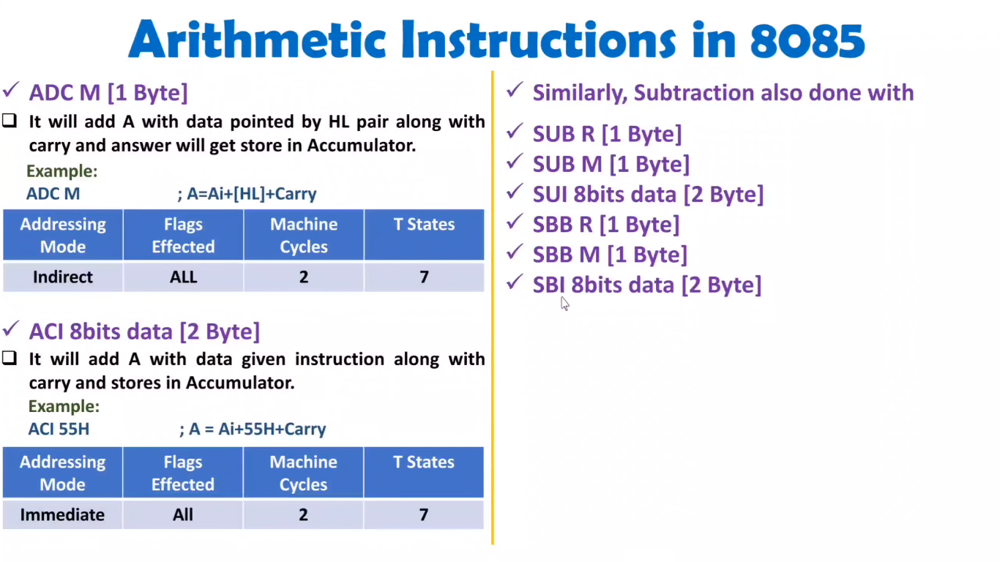 Arithmetic Instructions in 8085
✓ ADC M [1 Byte]
❑ It will add A with data pointed by HL pair along with
carry and answer will get store in Accumulator.
Example:
ADC M ; A=Ai+[HL]+Carry
Addressing Mode | Flags Effected | Machine Cycles | T States
Indirect | ALL | 2 | 7
✓ ACI 8bits data [2 Byte]
❑ It will add A with data given instruction along with
carry and stores in Accumulator.
Example:
ACI 55H ; A = Ai+55H+Carry
Addressing Mode | Flags Effected | Machine Cycles | T States
Immediate | All | 2 | 7
✓ Similarly, Subtraction also done with
✓ SUB R [1 Byte]
✓ SUB M [1 Byte]
✓ SUI 8bits data [2 Byte]
✓ SBB R [1 Byte]
✓ SBB M [1 Byte]
✓ SBI 8bits data [2 Byte]